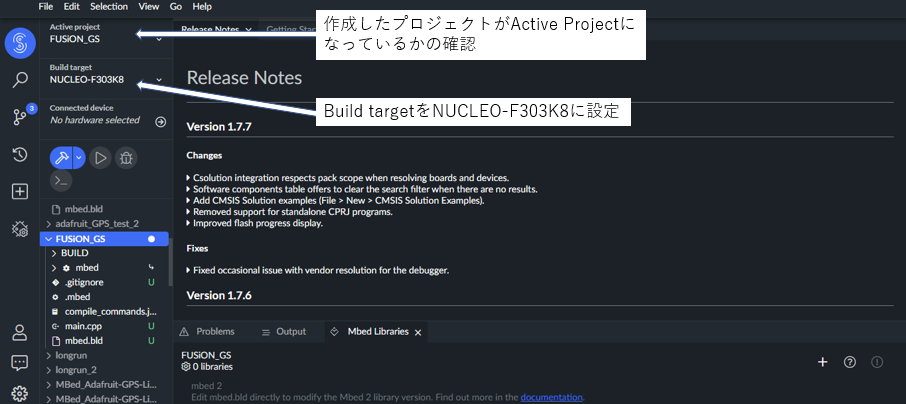 File Edit Selection View Go Help
Active project
FUSiON_GS
Release Notes
Getting Sta
作成したプロジェクトがActive Projectに
なっているかの確認
Build target
NUCLEO-F303K8
Build targetをNUCLEO-F303K8に設定
Connected device
No hardware selected
3
mbed.bld
adafruit_GPS_test_2
FUSiON_GS
BUILD
mbed
.gitignore U
.mbed
compile_commands.j...
main.cpp U
mbed.bld U
longrun
longrun_2
MBed_Adafruit-GPS-Li...
MBed_Adafruit-GPS-Li...
Release Notes
Version 1.7.7
Changes
Csolution integration respects pack scope when resolving boards and devices.
Software components table offers to clear the search filter when there are no results.
Add CMSIS Solution examples (File > New > CMSIS Solution Examples).
Removed support for standalone CPRJ programs.
Improved flash progress display.
Fixes
Fixed occasional issue with vendor resolution for the debugger.
Version 1.7.6
Problems Output Mbed Libraries
FUSiON_GS
0 libraries
mbed 2
Edit mbed.bld directly to modify the Mbed 2 library version. Find out more in the documentation.